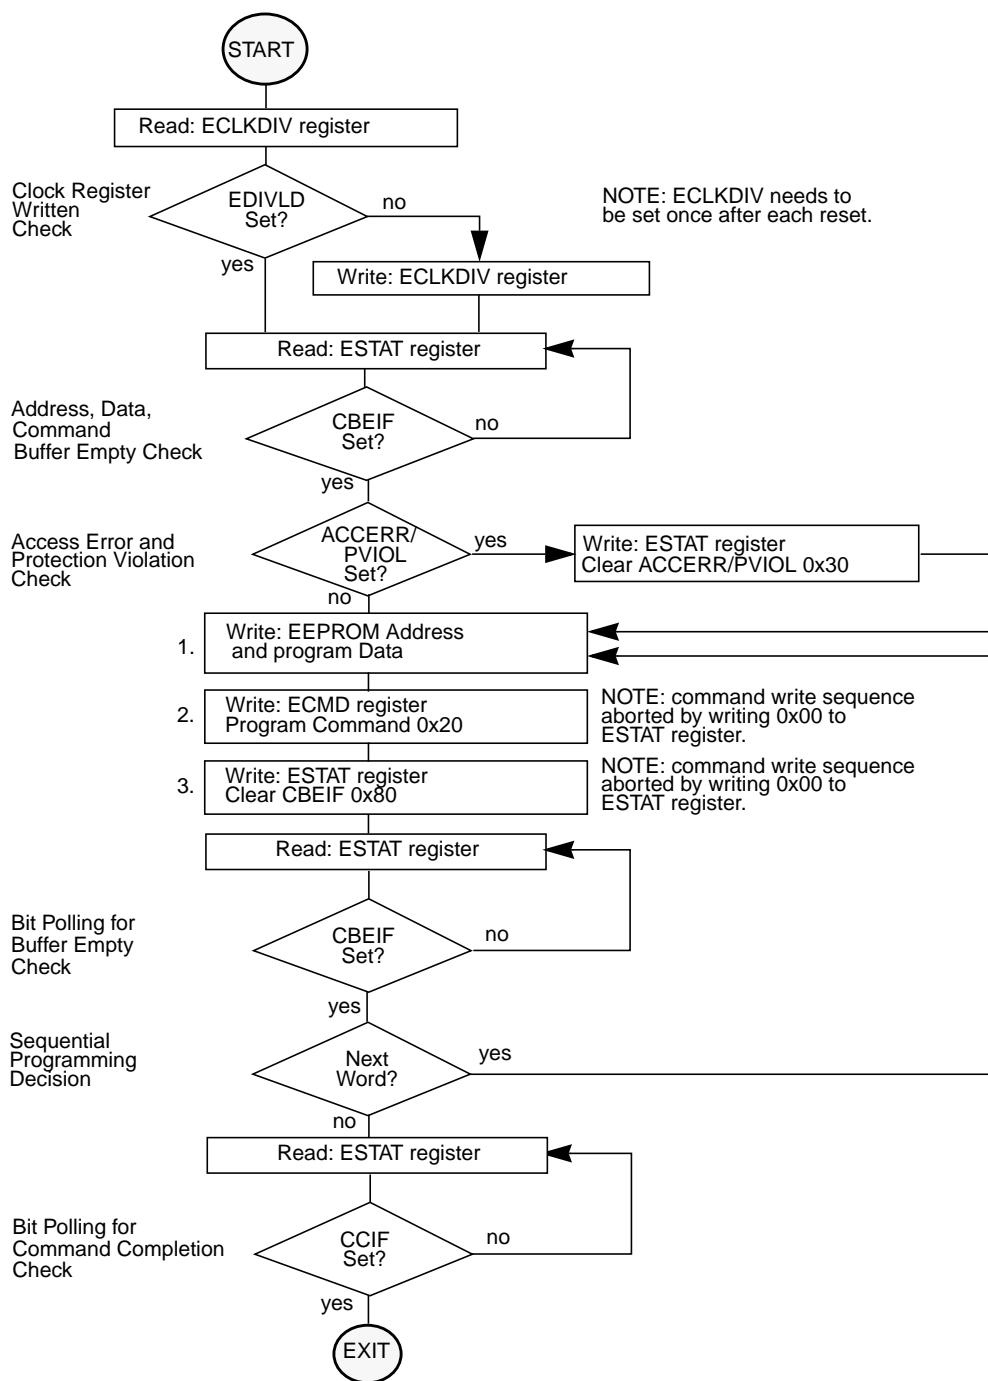 START
Read: ECLKDIV register
Clock Register
Written
Check
EDIVLD
Set?
no
yes
NOTE: ECLKDIV needs to
be set once after each reset.
Write: ECLKDIV register
Read: ESTAT register
Address, Data,
Command
Buffer Empty Check
CBEIF
Set?
no
yes
Access Error and
Protection Violation
Check
ACCERR/
PVIOL
Set?
yes
no
Write: ESTAT register
Clear ACCERR/PVIOL 0x30
1.
Write: EEPROM Address
and program Data
2.
Write: ECMD register
Program Command 0x20
NOTE: command write sequence
aborted by writing 0x00 to
ESTAT register.
3.
Write: ESTAT register
Clear CBEIF 0x80
NOTE: command write sequence
aborted by writing 0x00 to
ESTAT register.
Read: ESTAT register
Bit Polling for
Buffer Empty
Check
CBEIF
Set?
no
yes
Sequential
Programming
Decision
Next
Word?
yes
no
Read: ESTAT register
Bit Polling for
Command Completion
Check
CCIF
Set?
no
yes
EXIT